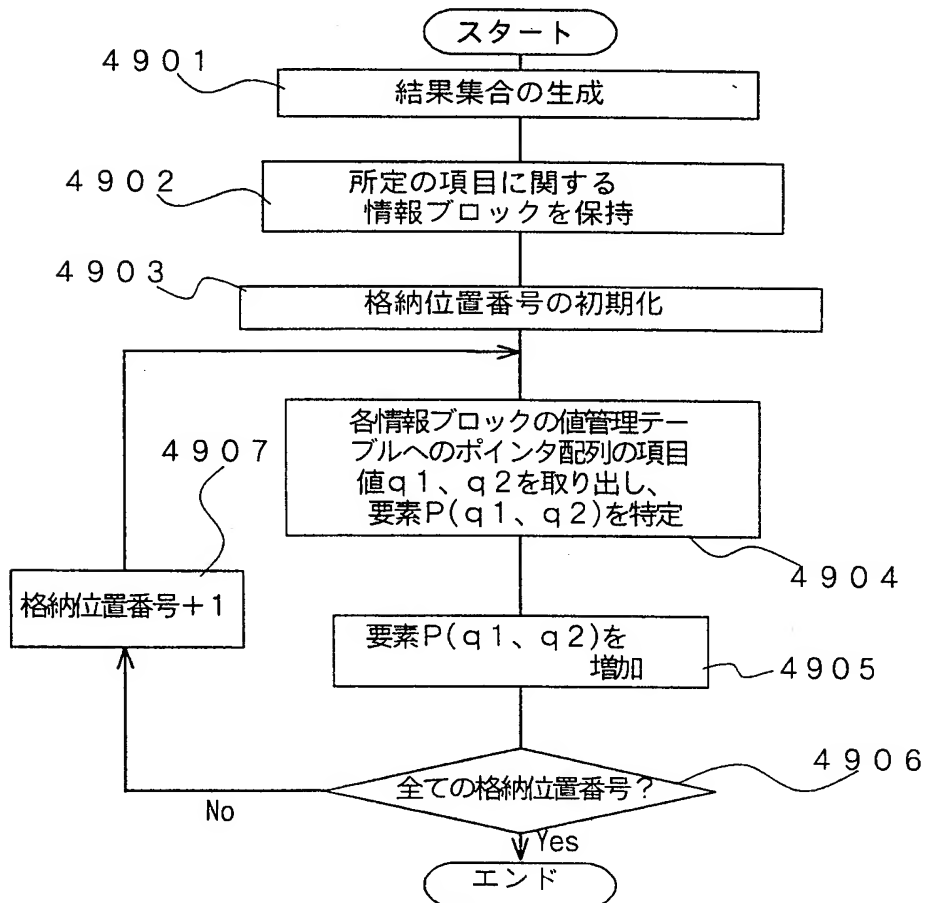 スタート
4901
結果集合の生成
4902
所定の項目に関する
情報ブロックを保持
4903
格納位置番号の初期化
各情報ブロックの値管理テー
ブルへのポインタ配列の項目
値q1、q2を取り出し、
要素P(q1、q2)を特定
4904
4907
格納位置番号+1
要素P(q1、q2)を
増加
4905
全ての格納位置番号?
4906
No
Yes
エンド